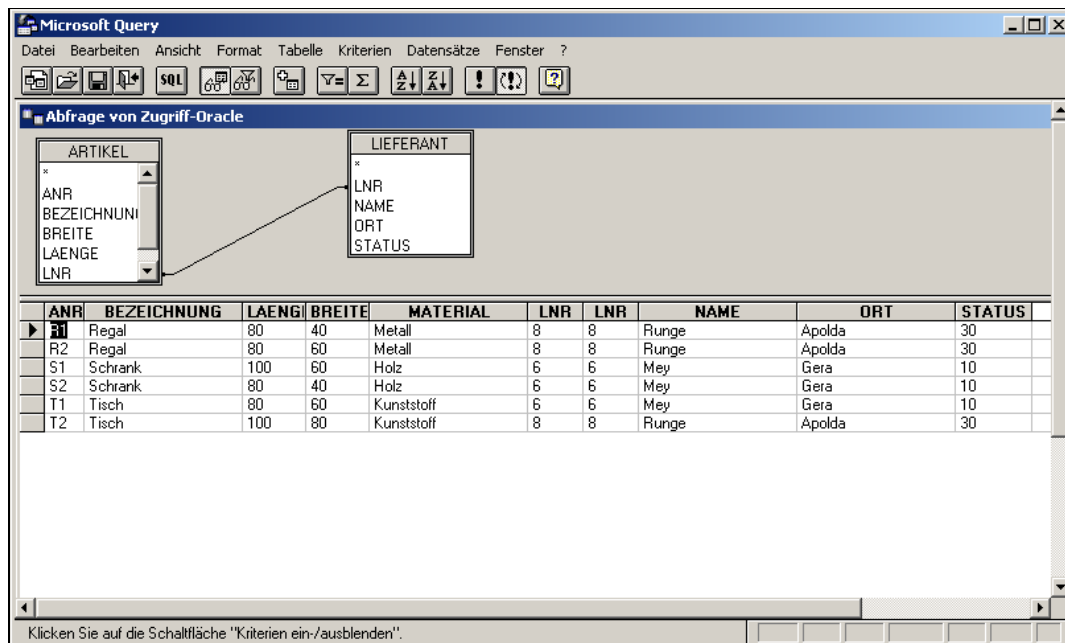 Microsoft Query
Datei Bearbeiten Ansicht Format Tabelle Kriterien Datensätze Fenster ?
SQL
Abfrage von Zugriff-Oracle
ARTIKEL
*
ANR
BEZEICHNUN
BREITE
LAENGE
LNR
LIEFERANT
*
LNR
NAME
ORT
STATUS
ANR BEZEICHNUNG LAENG BREITE MATERIAL LNR LNR NAME ORT STATUS
R1 Regal 80 40 Metall 8 8 Runge Apolda 30
R2 Regal 80 60 Metall 8 8 Runge Apolda 30
S1 Schrank 100 60 Holz 6 6 Mey Gera 10
S2 Schrank 80 40 Holz 6 6 Mey Gera 10
T1 Tisch 80 60 Kunststoff 6 6 Mey Gera 10
T2 Tisch 100 80 Kunststoff 8 8 Runge Apolda 30
Klicken Sie auf die Schaltfläche "Kriterien ein-/ausblenden".